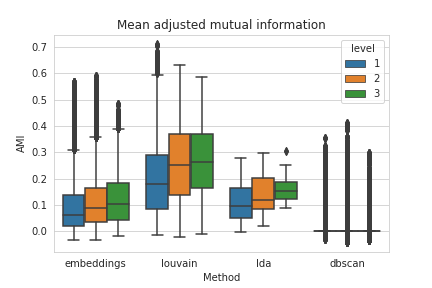 Mean adjusted mutual information
level
1
2
3
AMI
0.7
0.6
0.5
0.4
0.3
0.2
0.1
0.0
embeddings louvain lda dbscan
Method